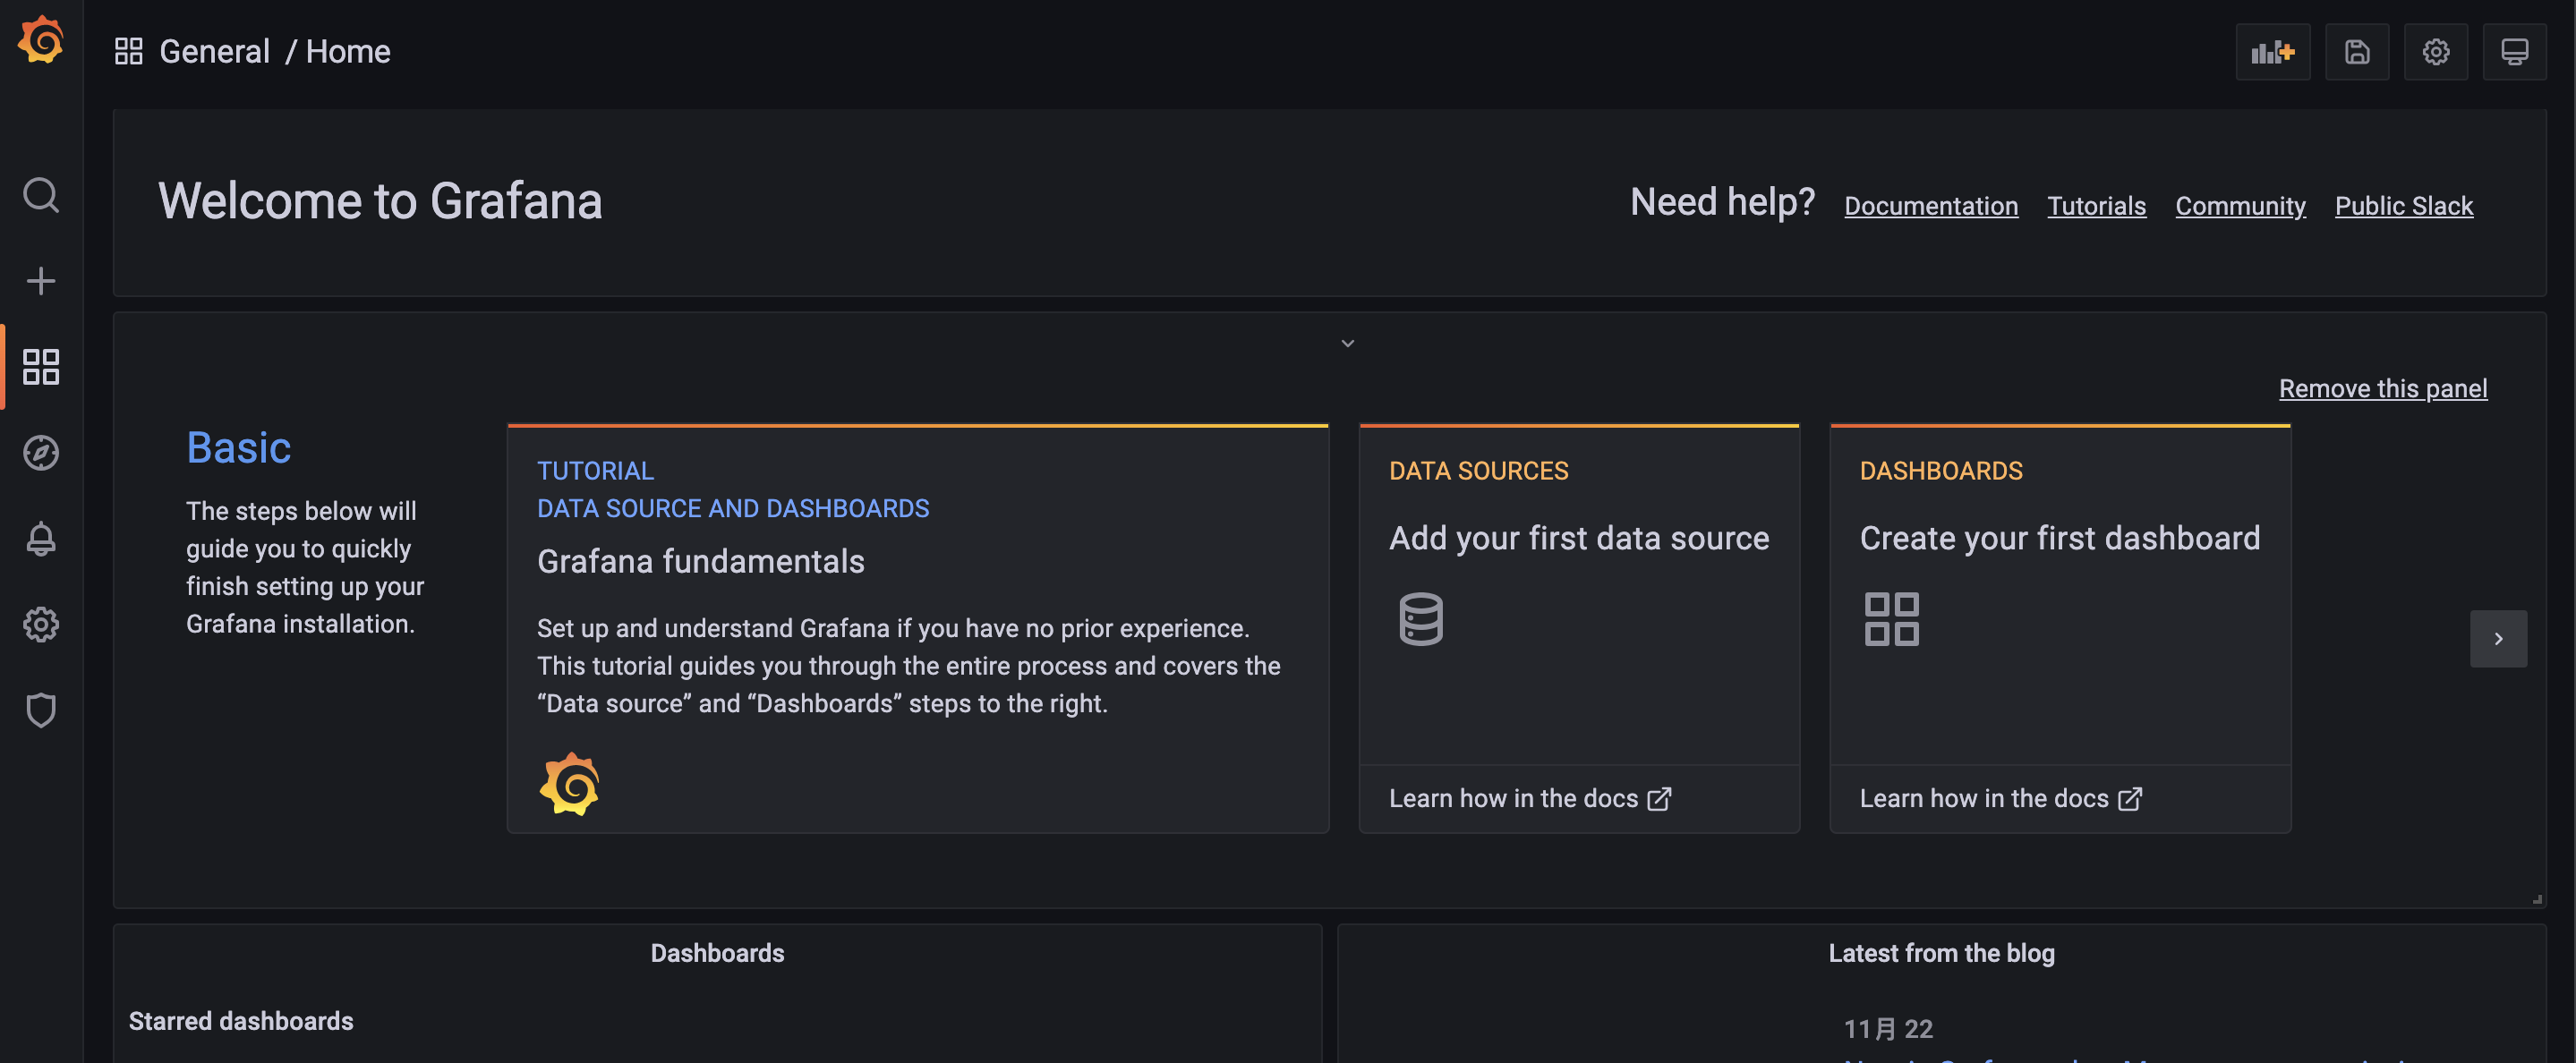 General / Home
Welcome to Grafana
Need help? Documentation Tutorials Community Public Slack
Remove this panel
Basic
The steps below will
guide you to quickly
finish setting up your
Grafana installation.
TUTORIAL
DATA SOURCE AND DASHBOARDS
Grafana fundamentals
Set up and understand Grafana if you have no prior experience.
This tutorial guides you through the entire process and covers the
“Data source” and “Dashboards” steps to the right.
DATA SOURCES
Add your first data source
Learn how in the docs
DASHBOARDS
Create your first dashboard
Learn how in the docs
Dashboards
Starred dashboards
Latest from the blog
11月 22